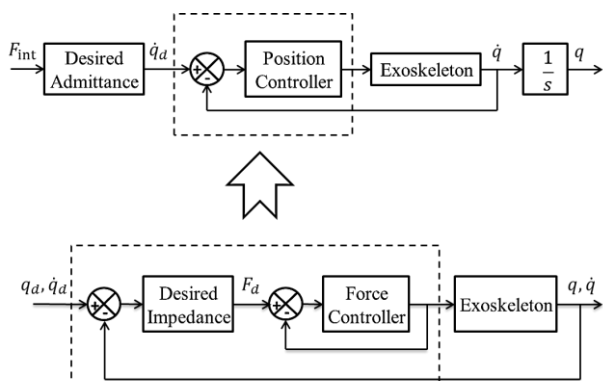 F_int
Desired Admittance
q̇_d
+
-
Position Controller
Exoskeleton
q̇
1/s
q
q_d, q̇_d
+
-
Desired Impedance
F_d
+
-
Force Controller
Exoskeleton
q, q̇